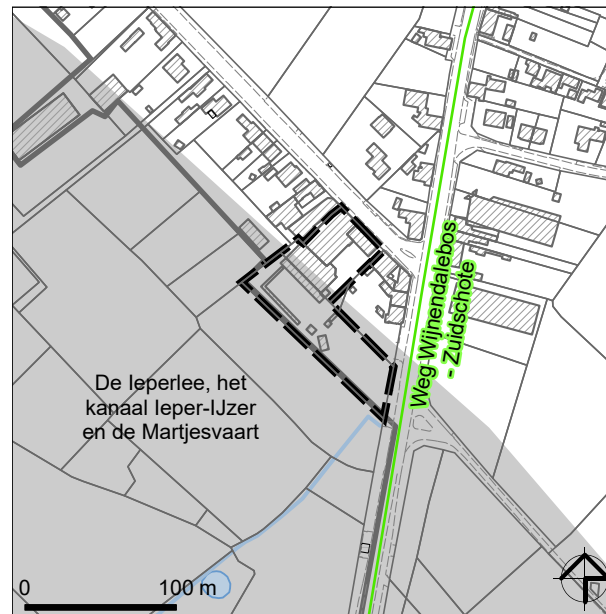 Weg Wijnendalebos
- Zuidschote
De Ieperlee, het
kanaal Ieper-IJzer
en de Martjesvaart
0 100 m